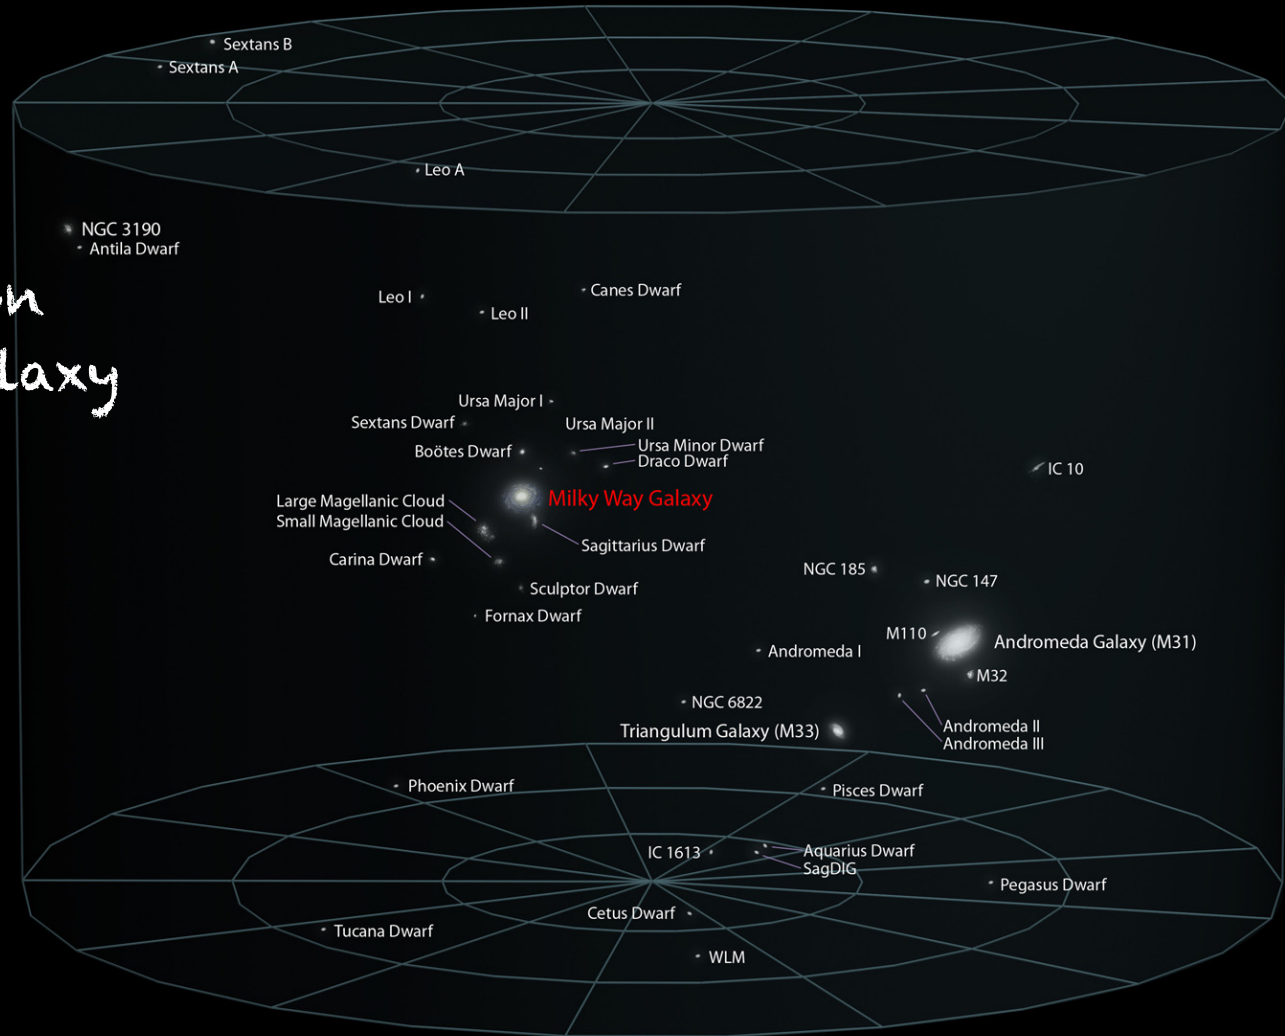 Sextans B
Sextans A
Leo A
NGC 3190
Antila Dwarf
Canes Dwarf
Leo I
Leo II
laxy
Ursa Major I
Sextans Dwarf
Ursa Major II
Ursa Minor Dwarf
Boötes Dwarf
Draco Dwarf
IC 10
Milky Way Galaxy
Large Magellanic Cloud
Small Magellanic Cloud
Sagittarius Dwarf
Carina Dwarf
NGC 185
NGC 147
Sculptor Dwarf
Fornax Dwarf
M110
Andromeda Galaxy (M31)
Andromeda I
M32
NGC 6822
Andromeda II
Triangulum Galaxy (M33)
Andromeda III
Phoenix Dwarf
Pisces Dwarf
IC 1613
Aquarius Dwarf
SagDIG
Pegasus Dwarf
Cetus Dwarf
Tucana Dwarf
WLM